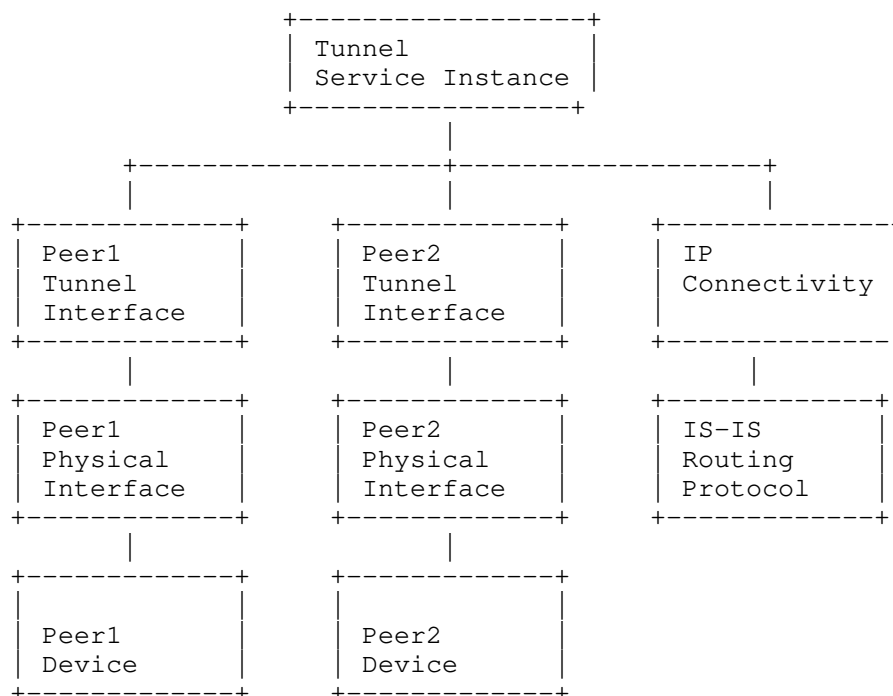 Tunnel
Service Instance
Peer1
Tunnel
Interface
Peer2
Tunnel
Interface
IP
Connectivity
Peer1
Physical
Interface
Peer2
Physical
Interface
IS-IS
Routing
Protocol
Peer1
Device
Peer2
Device